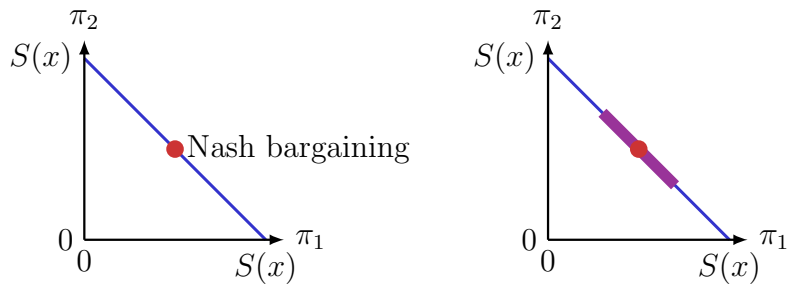 π₂
S(x)
Nash bargaining
0
π₁
0
S(x)
π₂
S(x)
0
π₁
0
S(x)